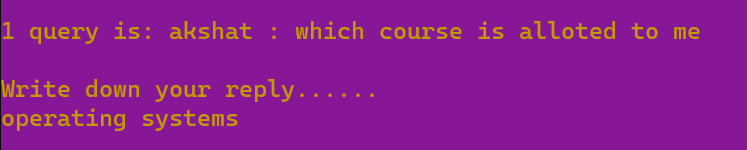 1 query is: akshat : which course is alloted to me
Write down your reply......
operating systems